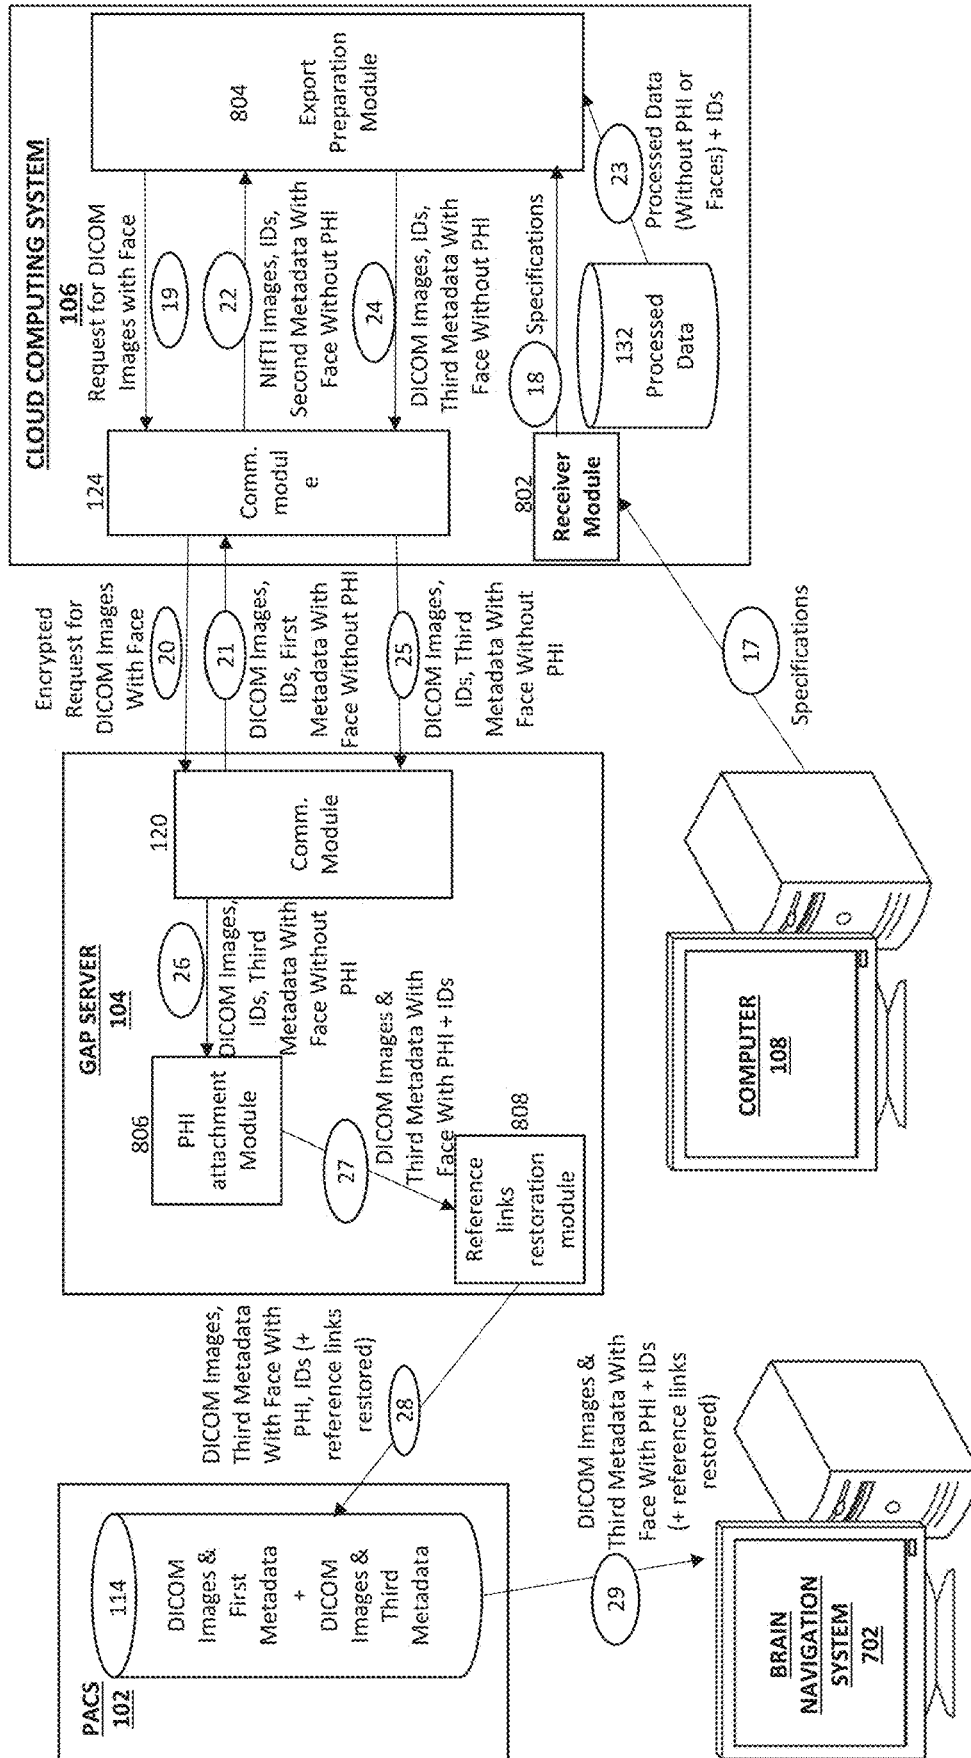 PACS
102
114
DICOM
Images &
First
Metadata
+
DICOM
Images &
Third
Metadata
DICOM Images,
Third Metadata
With Face With
PHI, IDs (+
reference links
restored)
28
DICOM Images &
Third Metadata With
Face With PHI + IDs
(+ reference links
restored)
29
BRAIN
NAVIGATION
SYSTEM
702
GAP SERVER
104
806
PHI
attachment
Module
26
DICOM Images,
IDs, Third
Metadata With
Face Without
PHI
120
Comm.
Module
27
DICOM Images &
Third Metadata With
Face With PHI + IDs
808
Reference
links
restoration
module
COMPUTER
108
Encrypted
Request for
DICOM Images
With Face
20
21
DICOM Images,
IDs, First
Metadata With
Face Without PHI
25
DICOM Images,
IDs, Third
Metadata With
Face Without
PHI
17
Specifications
CLOUD COMPUTING SYSTEM
106
124
Comm.
modul
e
Request for DICOM
Images with Face
19
22
NIfTI Images, IDs,
Second Metadata With
Face Without PHI
24
DICOM Images, IDs,
Third Metadata With
Face Without PHI
804
Export
Preparation
Module
802
Receiver
Module
18
Specifications
132
Processed
Data
23
Processed Data
(Without PHI or
Faces) + IDs